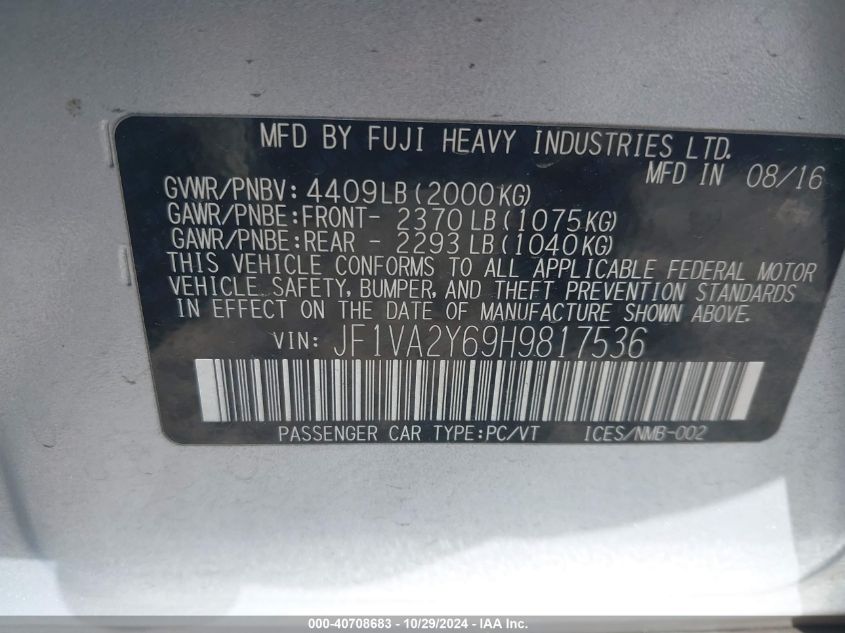 MFD BY FUJI HEAVY INDUSTRIES LTD.
MFD IN 08/16
GVWR/PNBV: 4409LB(2000KG)
GAWR/PNBE:FRONT- 2370LB(1075KG)
GAWR/PNBE:REAR - 2293LB(1040KG)
THIS VEHICLE CONFORMS TO ALL APPLICABLE FEDERAL MOTOR
VEHICLE SAFETY, BUMPER, AND THEFT PREVENTION STANDARDS
IN EFFECT ON THE DATE OF MANUFACTURE SHOWN ABOVE.
VIN: JF1VA2Y69H9817536
PASSENGER CAR TYPE:PC/VT ICES/NMB-002
000-40708683 - 10/29/2024 - IAA Inc.